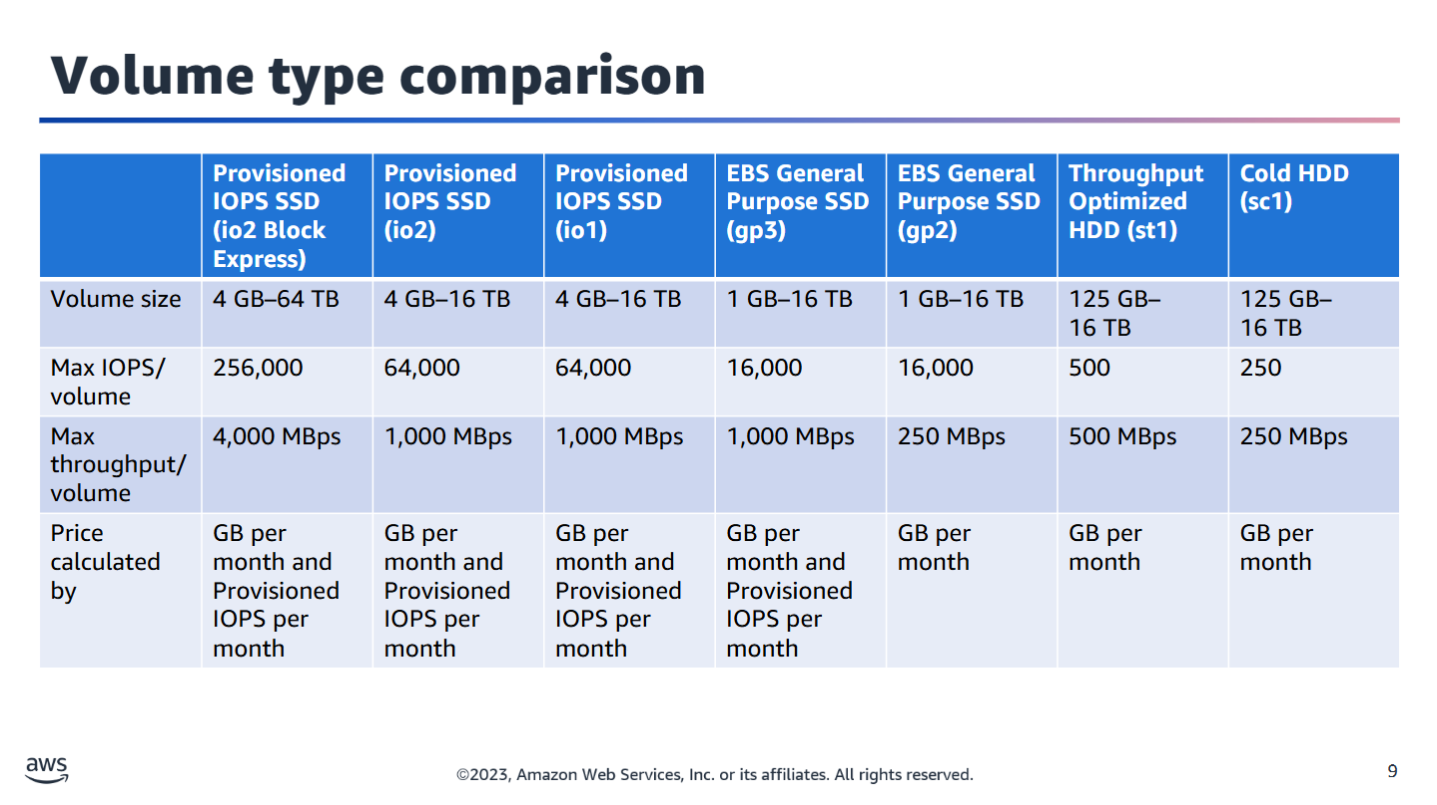 Volume type comparison
Provisioned
IOPS SSD
(io2 Block
Express)
Provisioned
IOPS SSD
(io2)
Provisioned
IOPS SSD
(io1)
EBS General
Purpose SSD
(gp3)
EBS General
Purpose SSD
(gp2)
Throughput
Optimized
HDD (st1)
Cold HDD
(sc1)
Volume size
4 GB–64 TB
4 GB–16 TB
4 GB–16 TB
1 GB–16 TB
1 GB–16 TB
125 GB–
16 TB
125 GB–
16 TB
Max IOPS/
volume
256,000
64,000
64,000
16,000
16,000
500
250
Max
throughput/
volume
4,000 MBps
1,000 MBps
1,000 MBps
1,000 MBps
250 MBps
500 MBps
250 MBps
Price
calculated
by
GB per
month and
Provisioned
IOPS per
month
GB per
month and
Provisioned
IOPS per
month
GB per
month and
Provisioned
IOPS per
month
GB per
month and
Provisioned
IOPS per
month
GB per
month
GB per
month
GB per
month
aws
©2023, Amazon Web Services, Inc. or its affiliates. All rights reserved.
9